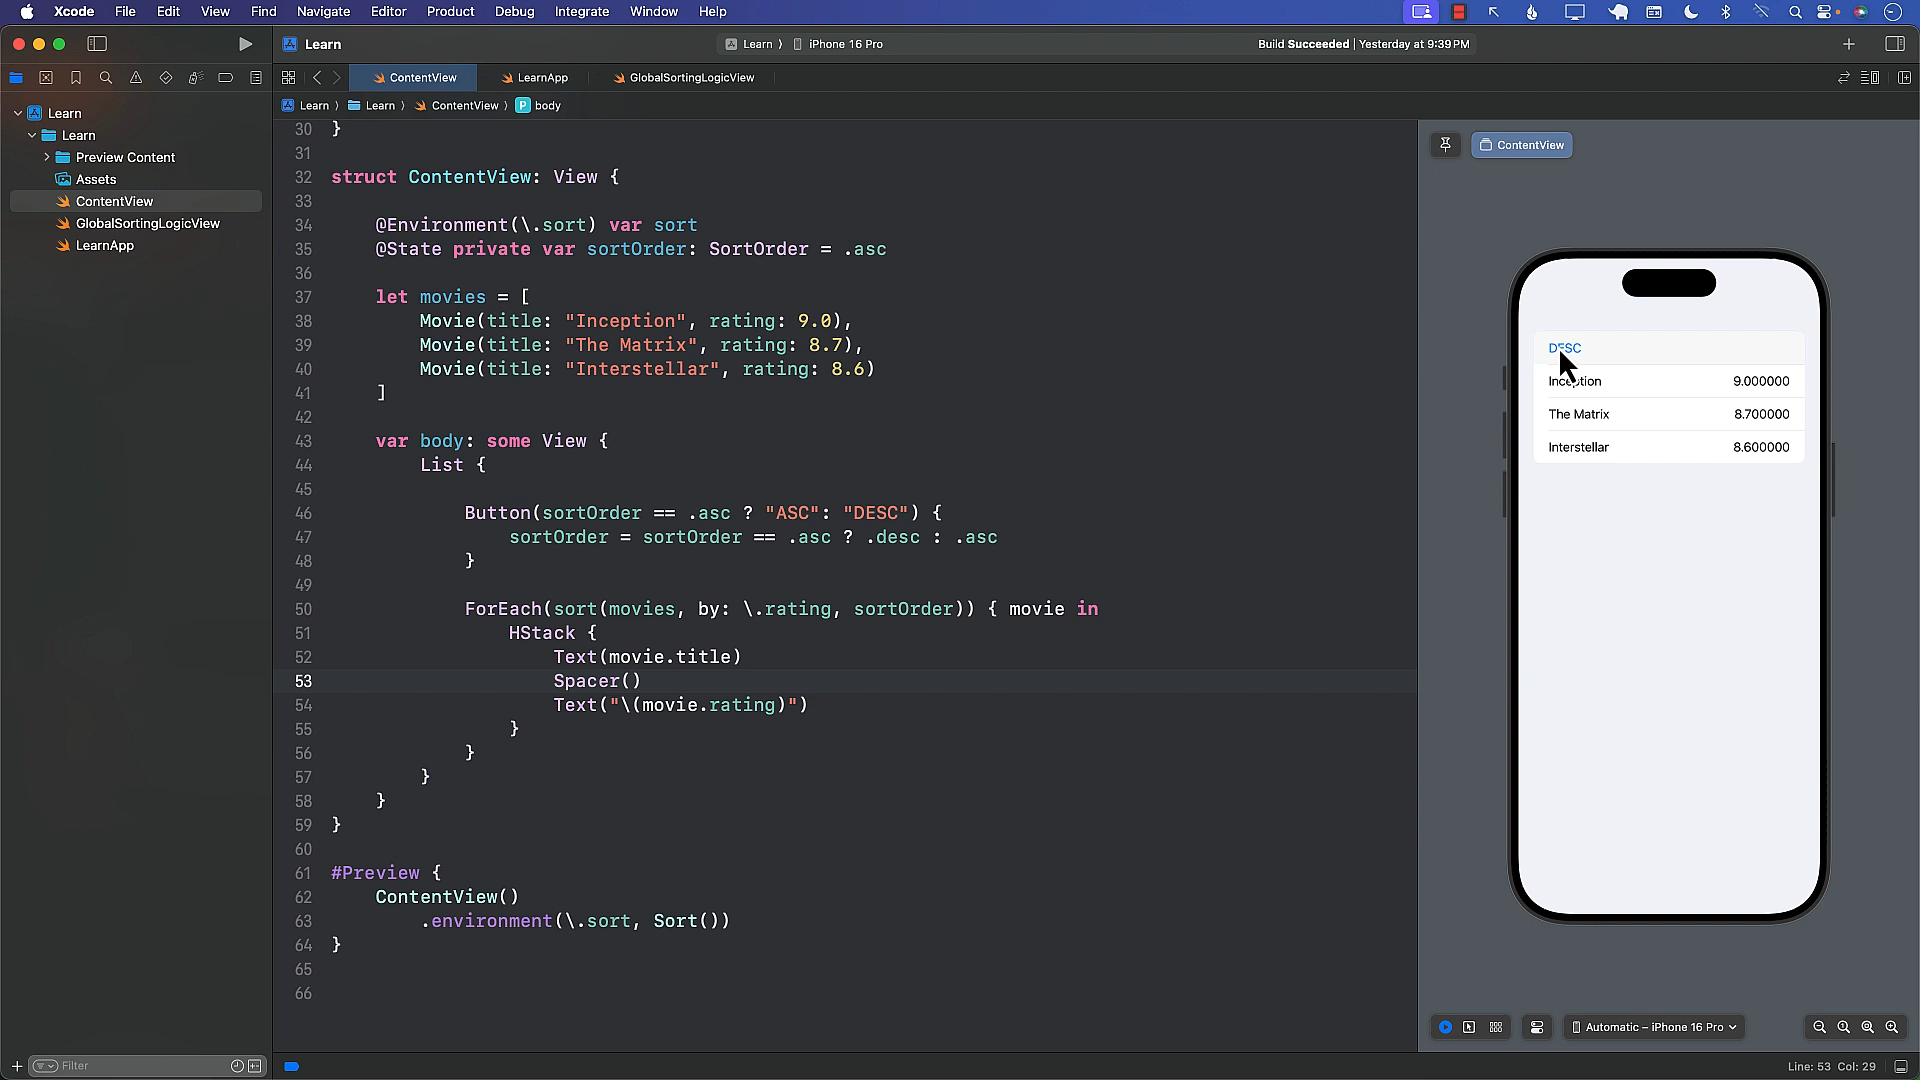 Xcode File Edit View Find Navigate Editor Product Debug Integrate Window Help
Learn
Learn 〉 iPhone 16 Pro
Build Succeeded | Yesterday at 9:39 PM
ContentView LearnApp GlobalSortingLogicView
Learn 〉 Learn 〉 ContentView 〉 P body
Learn
Learn
Preview Content
Assets
ContentView
GlobalSortingLogicView
LearnApp
Filter
30 }
31
32 struct ContentView: View {
33
34 @Environment(\.sort) var sort
35 @State private var sortOrder: SortOrder = .asc
36
37 let movies = [
38 Movie(title: "Inception", rating: 9.0),
39 Movie(title: "The Matrix", rating: 8.7),
40 Movie(title: "Interstellar", rating: 8.6)
41 ]
42
43 var body: some View {
44 List {
45
46 Button(sortOrder == .asc ? "ASC": "DESC") {
47 sortOrder = sortOrder == .asc ? .desc : .asc
48 }
49
50 ForEach(sort(movies, by: \.rating, sortOrder)) { movie in
51 HStack {
52 Text(movie.title)
53 Spacer()
54 Text("\(movie.rating)")
55 }
56 }
57 }
58 }
59 }
60
61 #Preview {
62 ContentView()
63 .environment(\.sort, Sort())
64 }
65
66
ContentView
DESC
Inception 9.000000
The Matrix 8.700000
Interstellar 8.600000
Automatic – iPhone 16 Pro
Line: 53 Col: 29